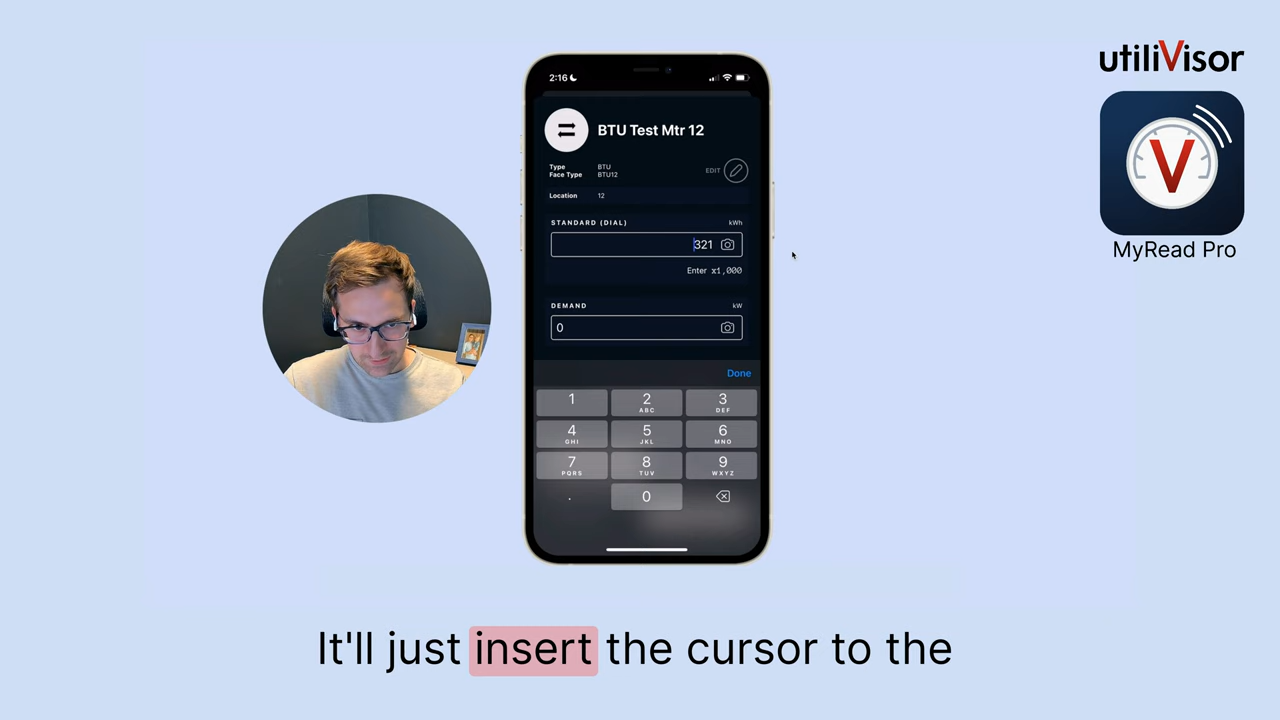 utiliVisor
V
MyRead Pro
2:16
BTU Test Mtr 12
Type BTU
Face Type BTU12
EDIT
Location 12
STANDARD (DIAL) kWh
321
Enter x1,000
DEMAND kW
0
Done
1 2 3
ABC DEF
4 5 6
GHI JKL MNO
7 8 9
PQRS TUV WXYZ
. 0
It'll just insert the cursor to the